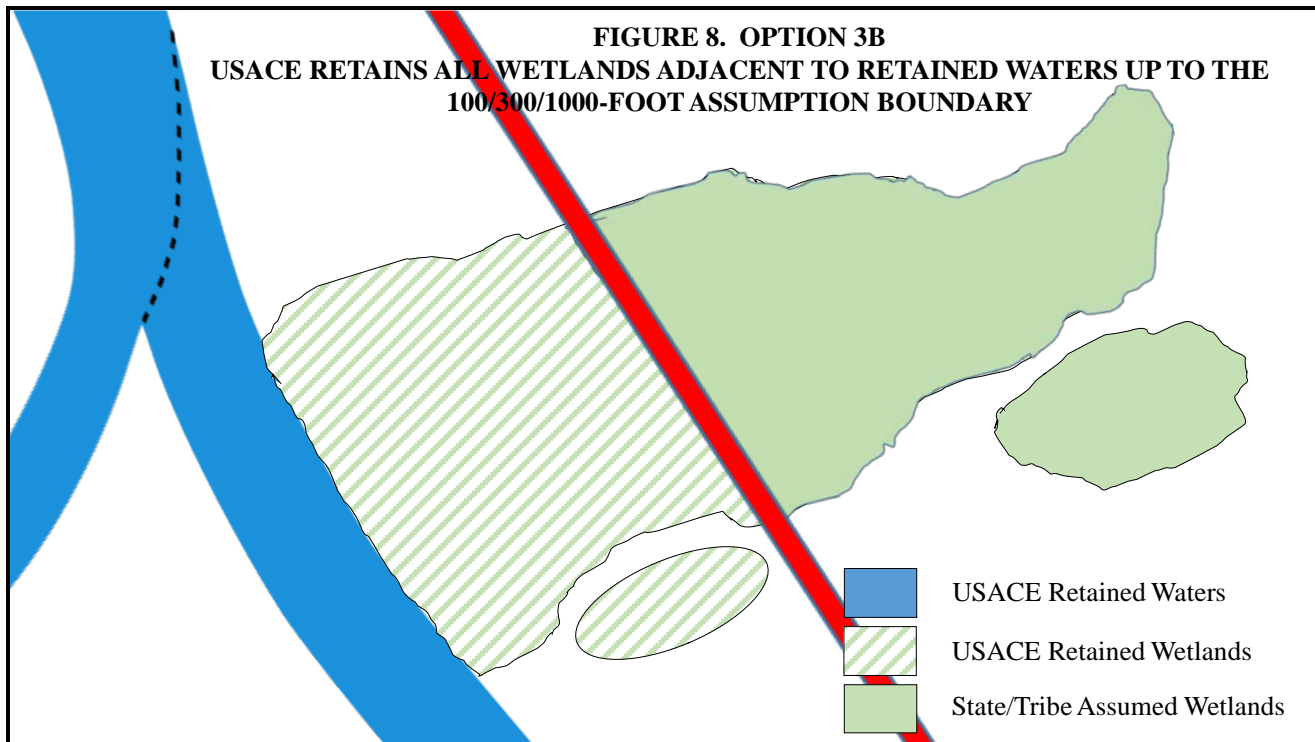 FIGURE 8. OPTION 3B
USACE RETAINS ALL WETLANDS ADJACENT TO RETAINED WATERS UP TO THE
100/300/1000-FOOT ASSUMPTION BOUNDARY
USACE Retained Waters
USACE Retained Wetlands
State/Tribe Assumed Wetlands